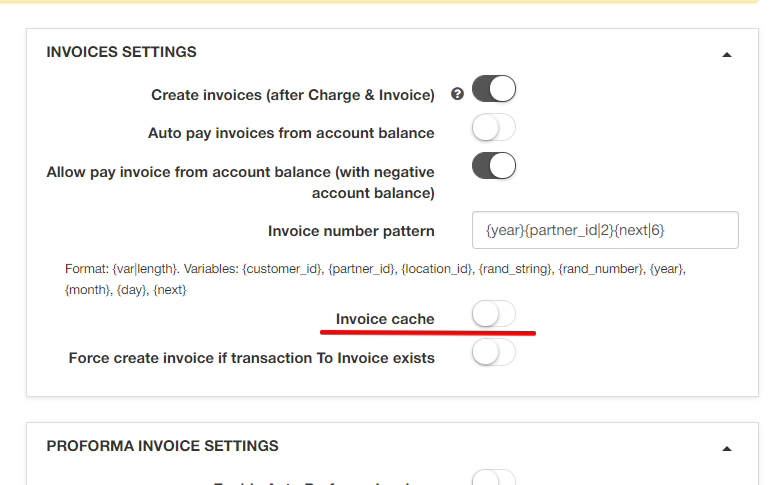 INVOICES SETTINGS
Create invoices (after Charge & Invoice)
Auto pay invoices from account balance
Allow pay invoice from account balance (with negative
account balance)
Invoice number pattern {year}{partner_id|2}{next|6}
Format: {var|length}. Variables: {customer_id}, {partner_id}, {location_id}, {rand_string}, {rand_number}, {year},
{month}, {day}, {next}
Invoice cache
Force create invoice if transaction To Invoice exists
PROFORMA INVOICE SETTINGS